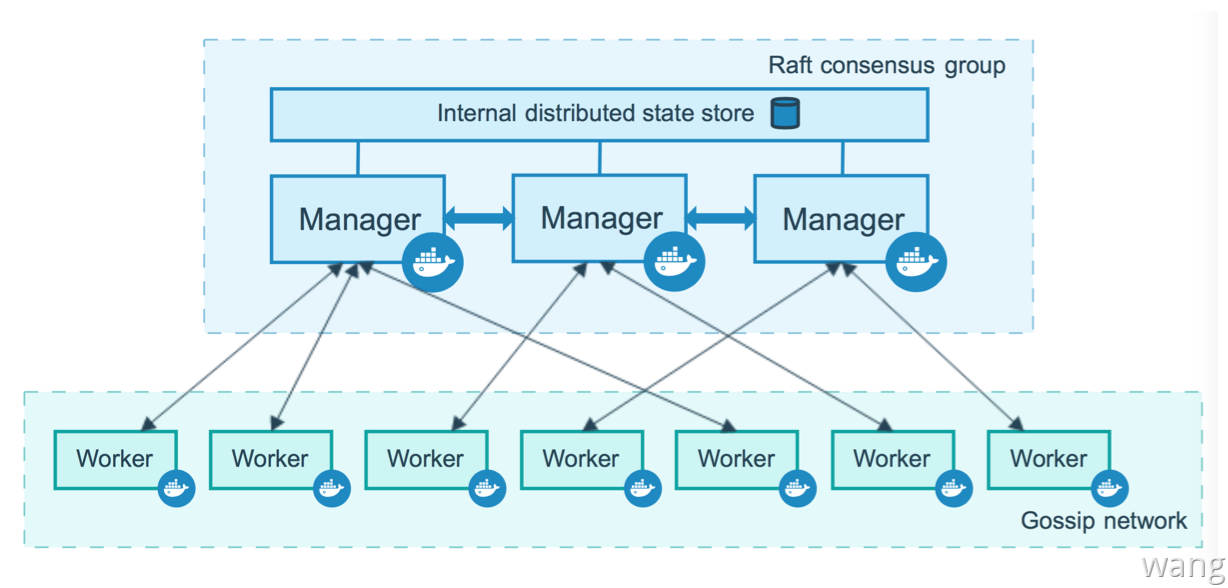 Raft consensus group
Internal distributed state store
Manager
Manager
Manager
Worker
Worker
Worker
Worker
Worker
Worker
Worker
Gossip network
wang